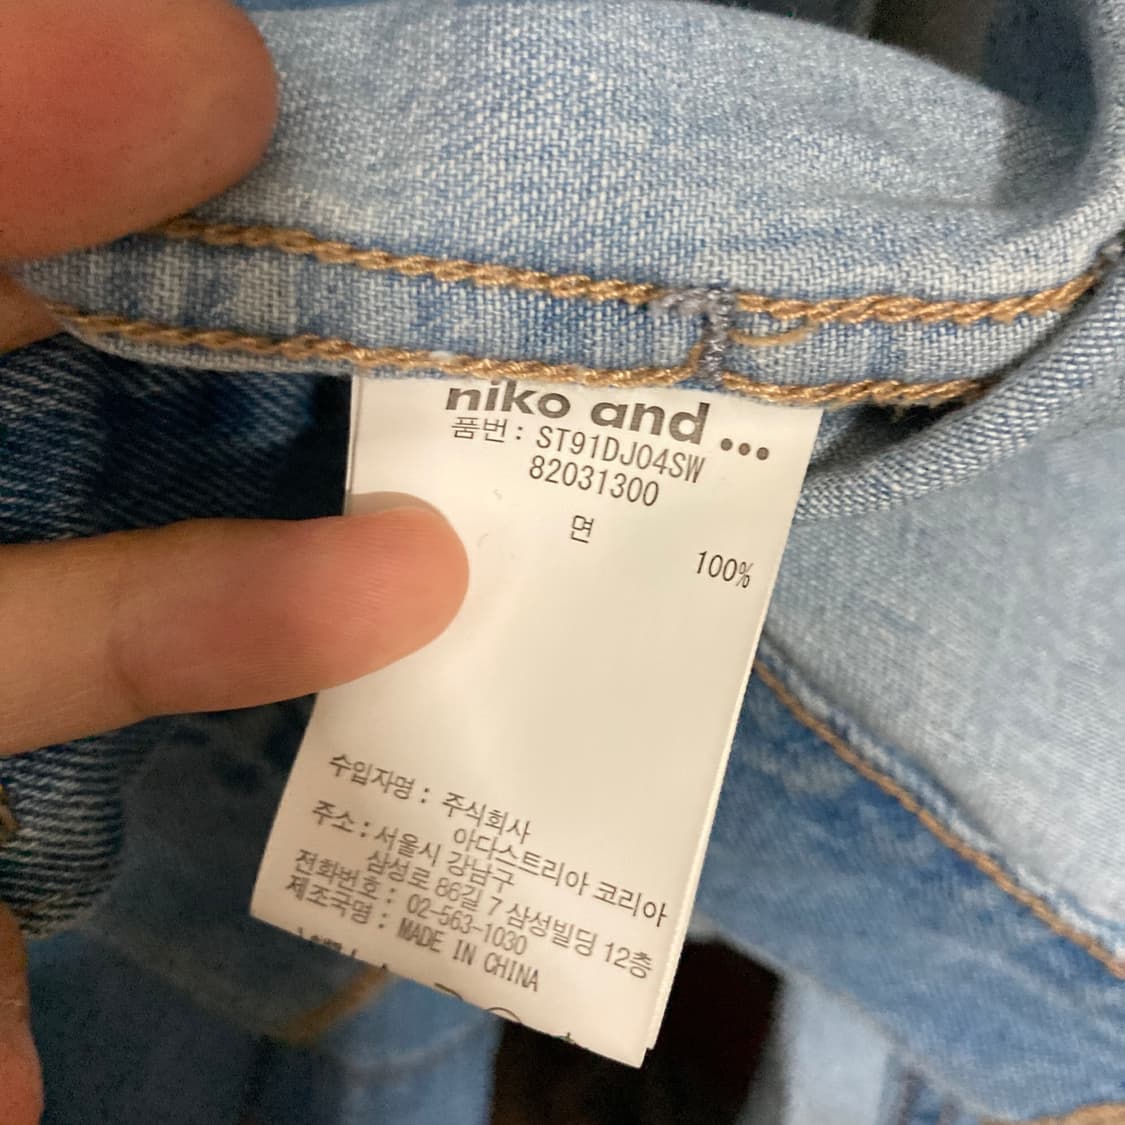 niko and ...
품번 : ST91DJ04SW
82031300
면
100%
수입자명 : 주식회사
아다스트리아 코리아
주소 : 서울시 강남구
삼성로 86길 7 삼성빌딩 12층
전화번호 : 02-563-1030
제조국명 : MADE IN CHINA